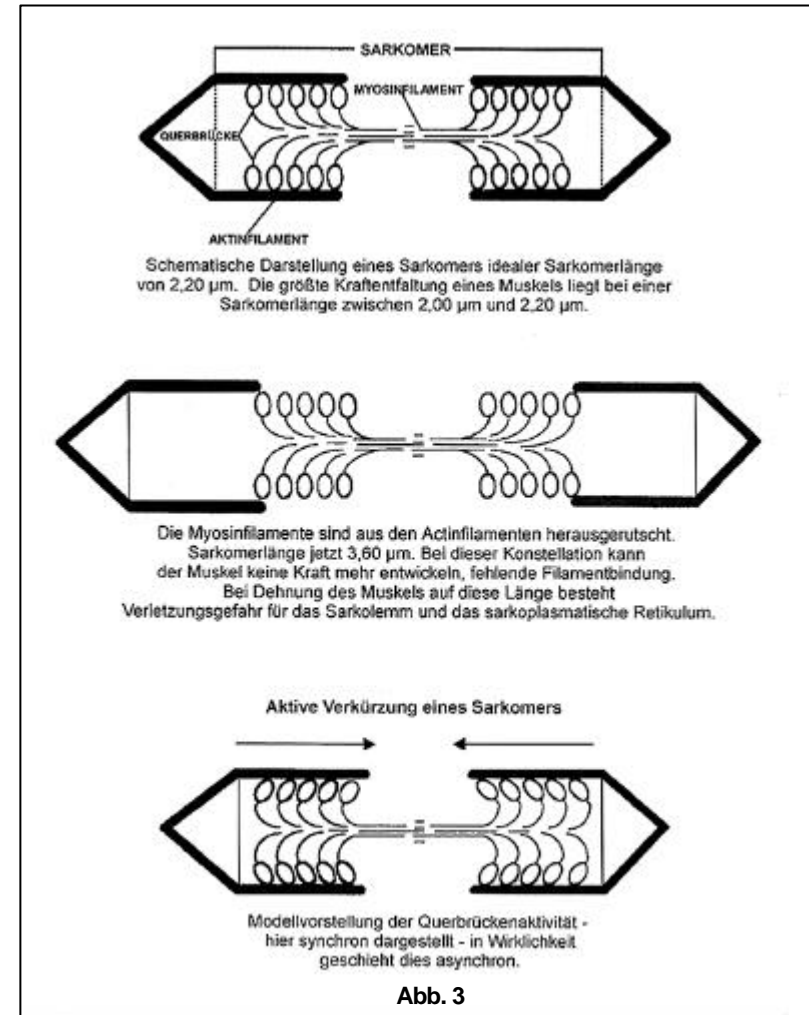 SARKOMER
MYOSINFILAMENT
QUERBRÜCKE
AKTINFILAMENT
Schematische Darstellung eines Sarkomers idealer Sarkomerlänge
von 2,20 µm. Die größte Kraftentfaltung eines Muskels liegt bei einer
Sarkomerlänge zwischen 2,00 µm und 2,20 µm.
Die Myosinfilamente sind aus den Actinfilamenten herausgerutscht.
Sarkomerlänge jetzt 3,60 µm. Bei dieser Konstellation kann
der Muskel keine Kraft mehr entwickeln, fehlende Filamentbindung.
Bei Dehnung des Muskels auf diese Länge besteht
Verletzungsgefahr für das Sarkolemm und das sarkoplasmatische Retikulum.
Aktive Verkürzung eines Sarkomers
Modellvorstellung der Querbrückenaktivität -
hier synchron dargestellt - in Wirklichkeit
geschieht dies asynchron.
Abb. 3